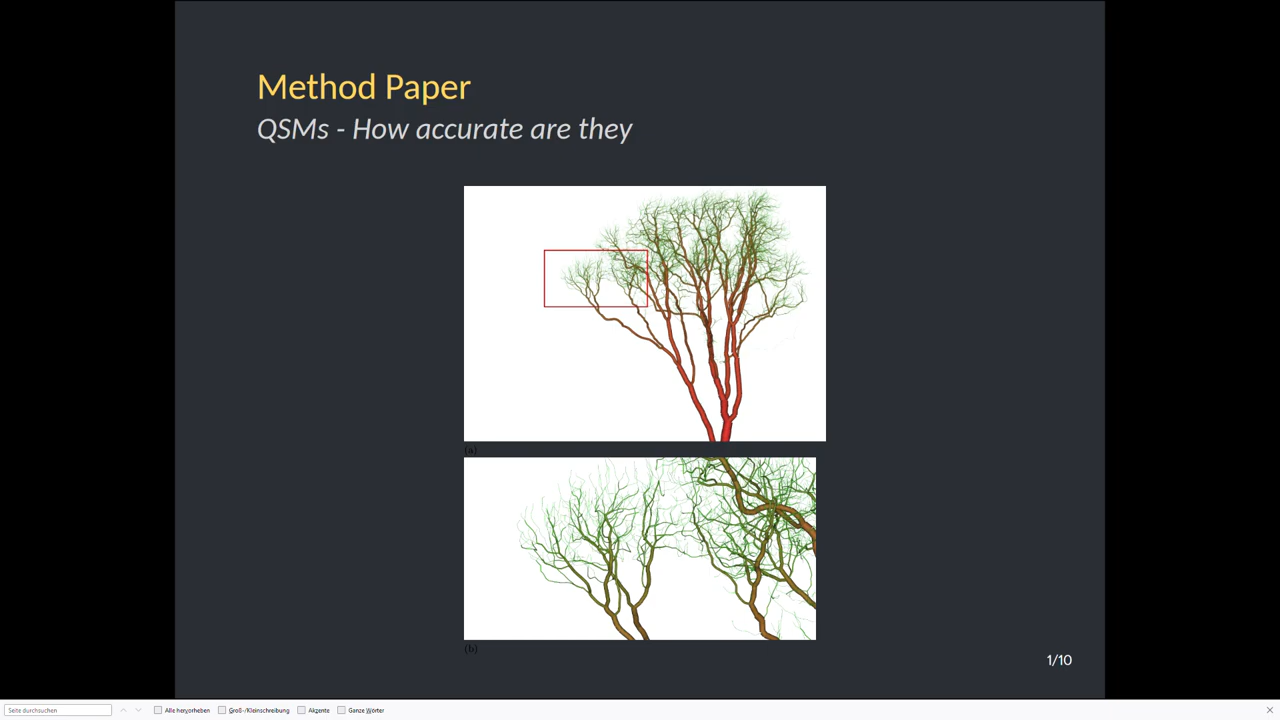 Method Paper
QSMs - How accurate are they
(a)
(b)
1/10
Seite durchsuchen
Alle hervorheben
Groß-/Kleinschreibung
Akzente
Ganze Wörter